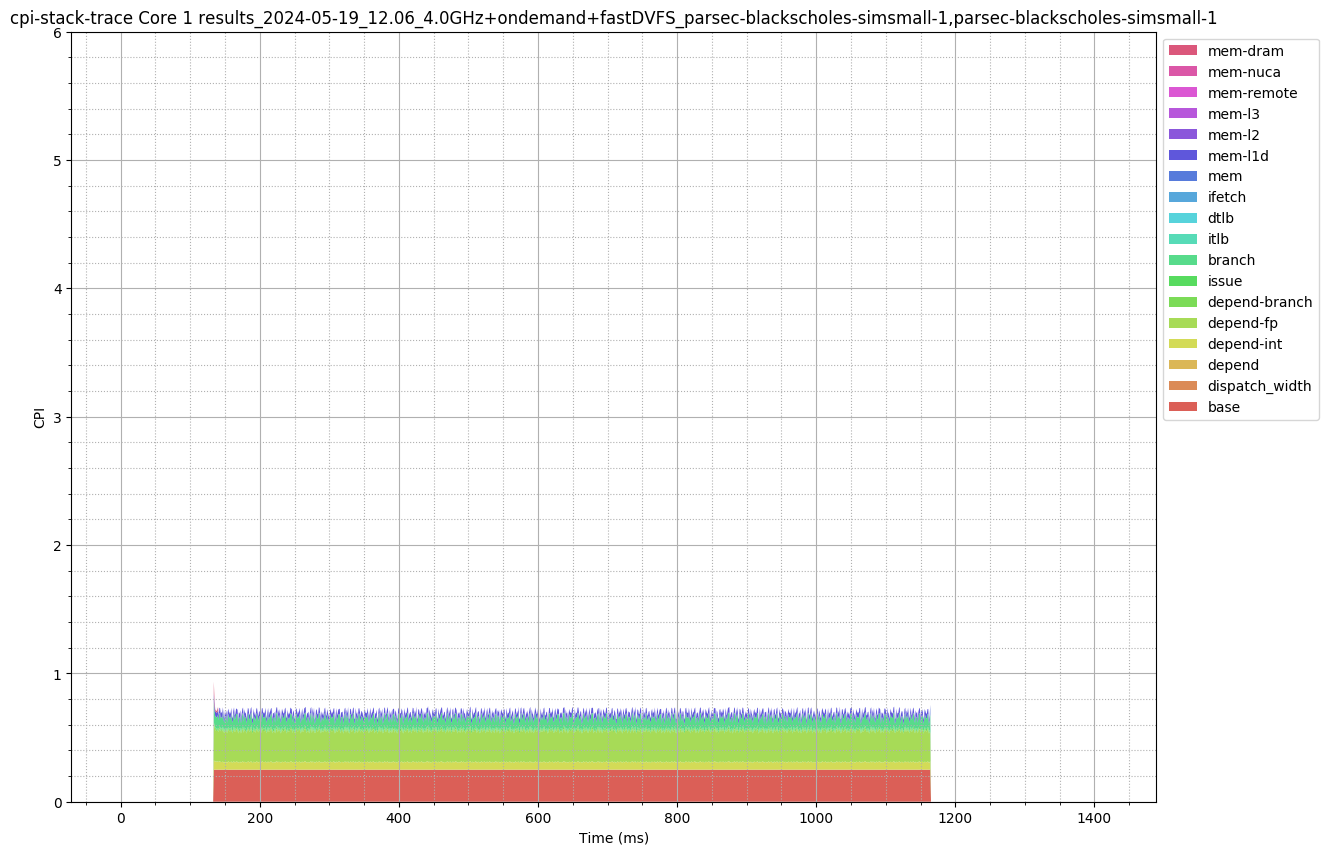 cpi-stack-trace Core 1 results_2024-05-19_12.06_4.0GHz+ondemand+fastDVFS_parsec-blackscholes-simsmall-1,parsec-blackscholes-simsmall-1
6
5
4
3
2
1
0
CPI
0 200 400 600 800 1000 1200 1400
Time (ms)
mem-dram
mem-nuca
mem-remote
mem-l3
mem-l2
mem-l1d
mem
ifetch
dtlb
itlb
branch
issue
depend-branch
depend-fp
depend-int
depend
dispatch_width
base